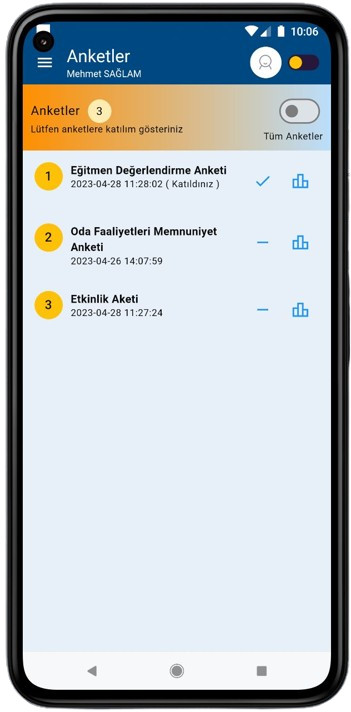 10:06
Anketler
Mehmet SAĞLAM
Anketler 3
Lütfen anketlere katılım gösteriniz
Tüm Anketler
1 Eğitmen Değerlendirme Anketi
2023-04-28 11:28:02 ( Katıldınız )
2 Oda Faaliyetleri Memnuniyet
Anketi
2023-04-26 14:07:59
3 Etkinlik Aketi
2023-04-28 11:27:24